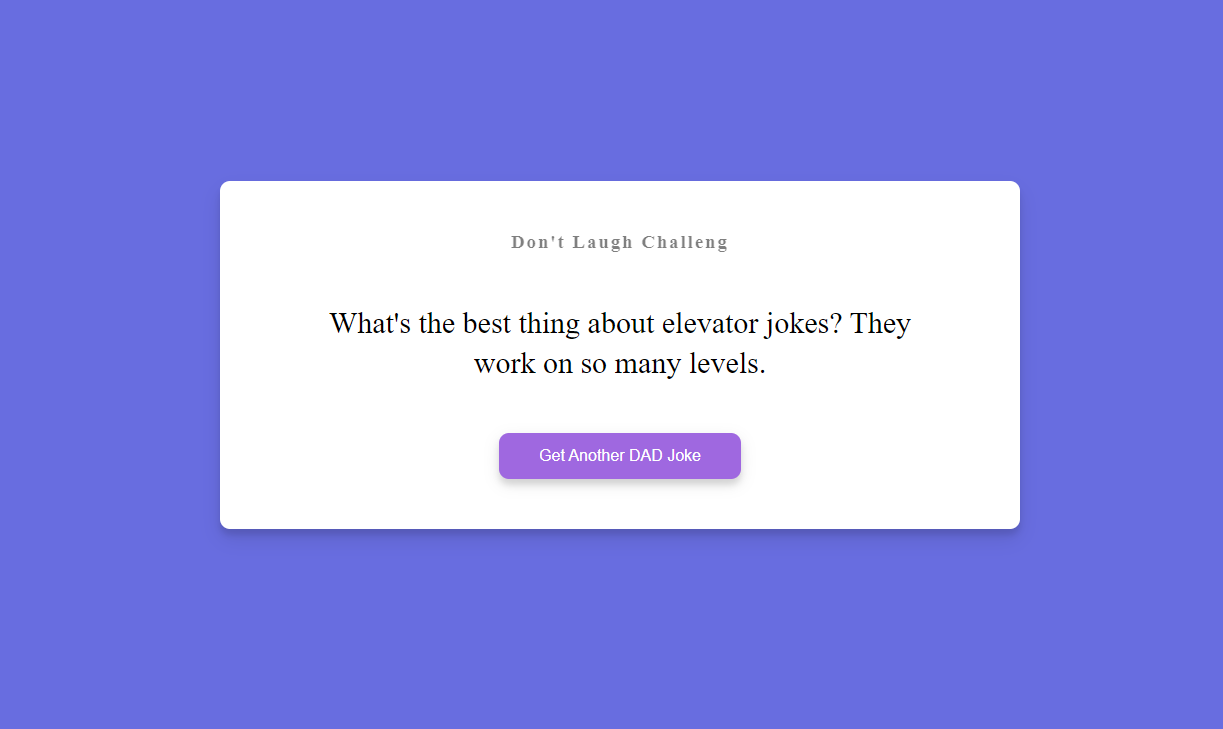 Don't Laugh Challeng
What's the best thing about elevator jokes? They
work on so many levels.
Get Another DAD Joke